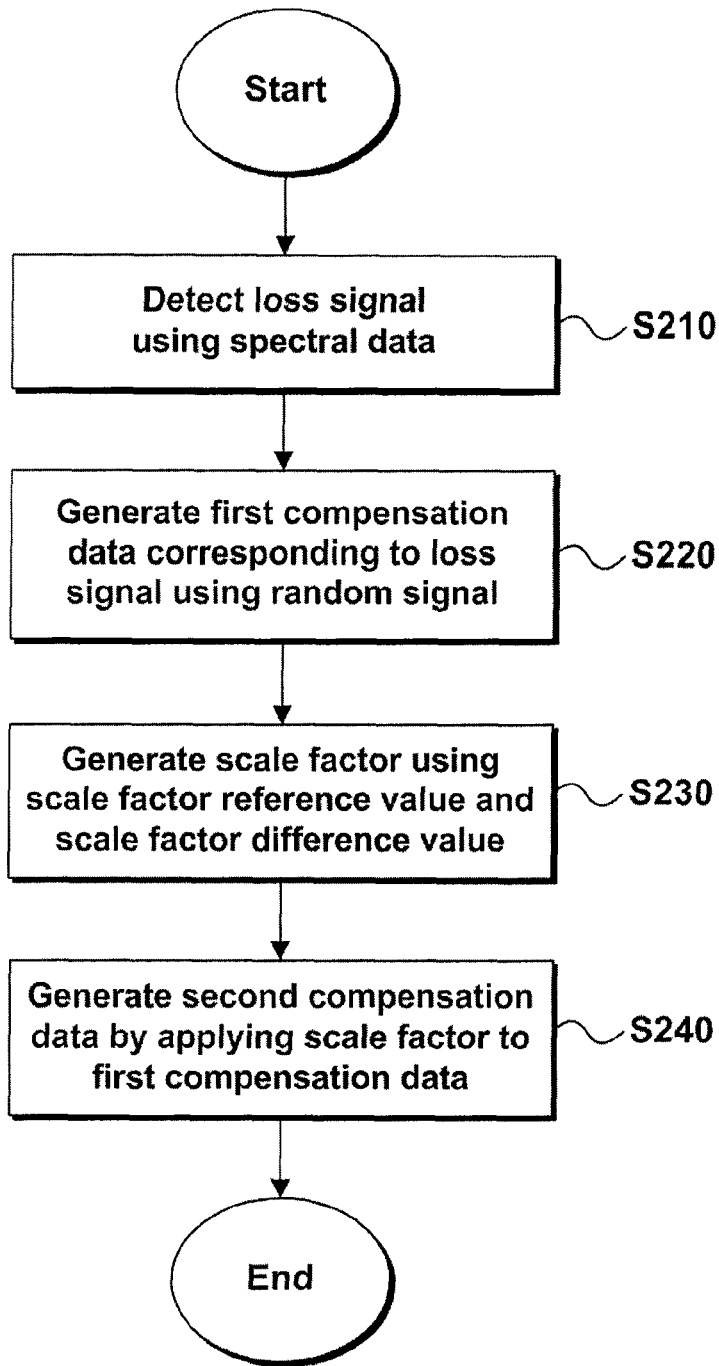 Start
Detect loss signal
using spectral data
S210
Generate first compensation
data corresponding to loss
signal using random signal
S220
Generate scale factor using
scale factor reference value and
scale factor difference value
S230
Generate second compensation
data by applying scale factor to
first compensation data
S240
End